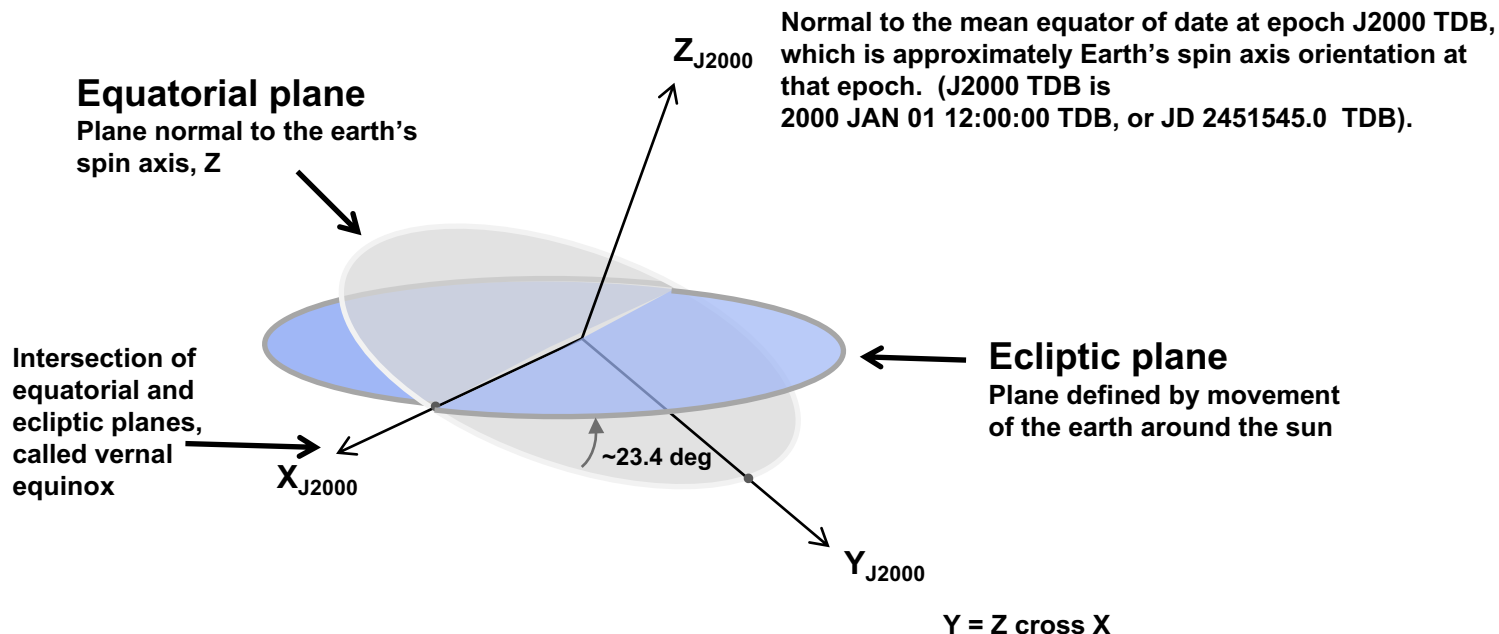 Normal to the mean equator of date at epoch J2000 TDB,
which is approximately Earth’s spin axis orientation at
that epoch. (J2000 TDB is
2000 JAN 01 12:00:00 TDB, or JD 2451545.0 TDB).
Z J2000
Equatorial plane
Plane normal to the earth’s
spin axis, Z
Intersection of
equatorial and
ecliptic planes,
called vernal
equinox
Ecliptic plane
Plane defined by movement
of the earth around the sun
~23.4 deg
X J2000
Y J2000
Y = Z cross X